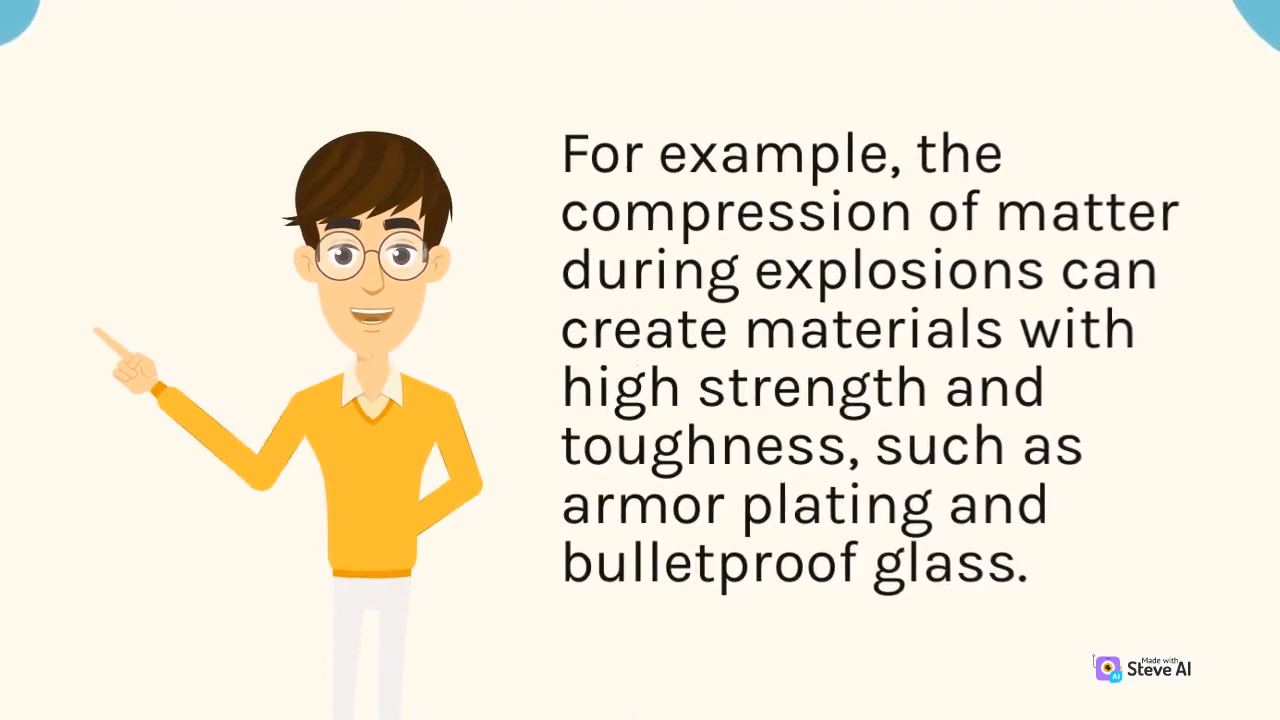 For example, the
compression of matter
during explosions can
create materials with
high strength and
toughness, such as
armor plating and
bulletproof glass.
Made with
AI
Steve AI